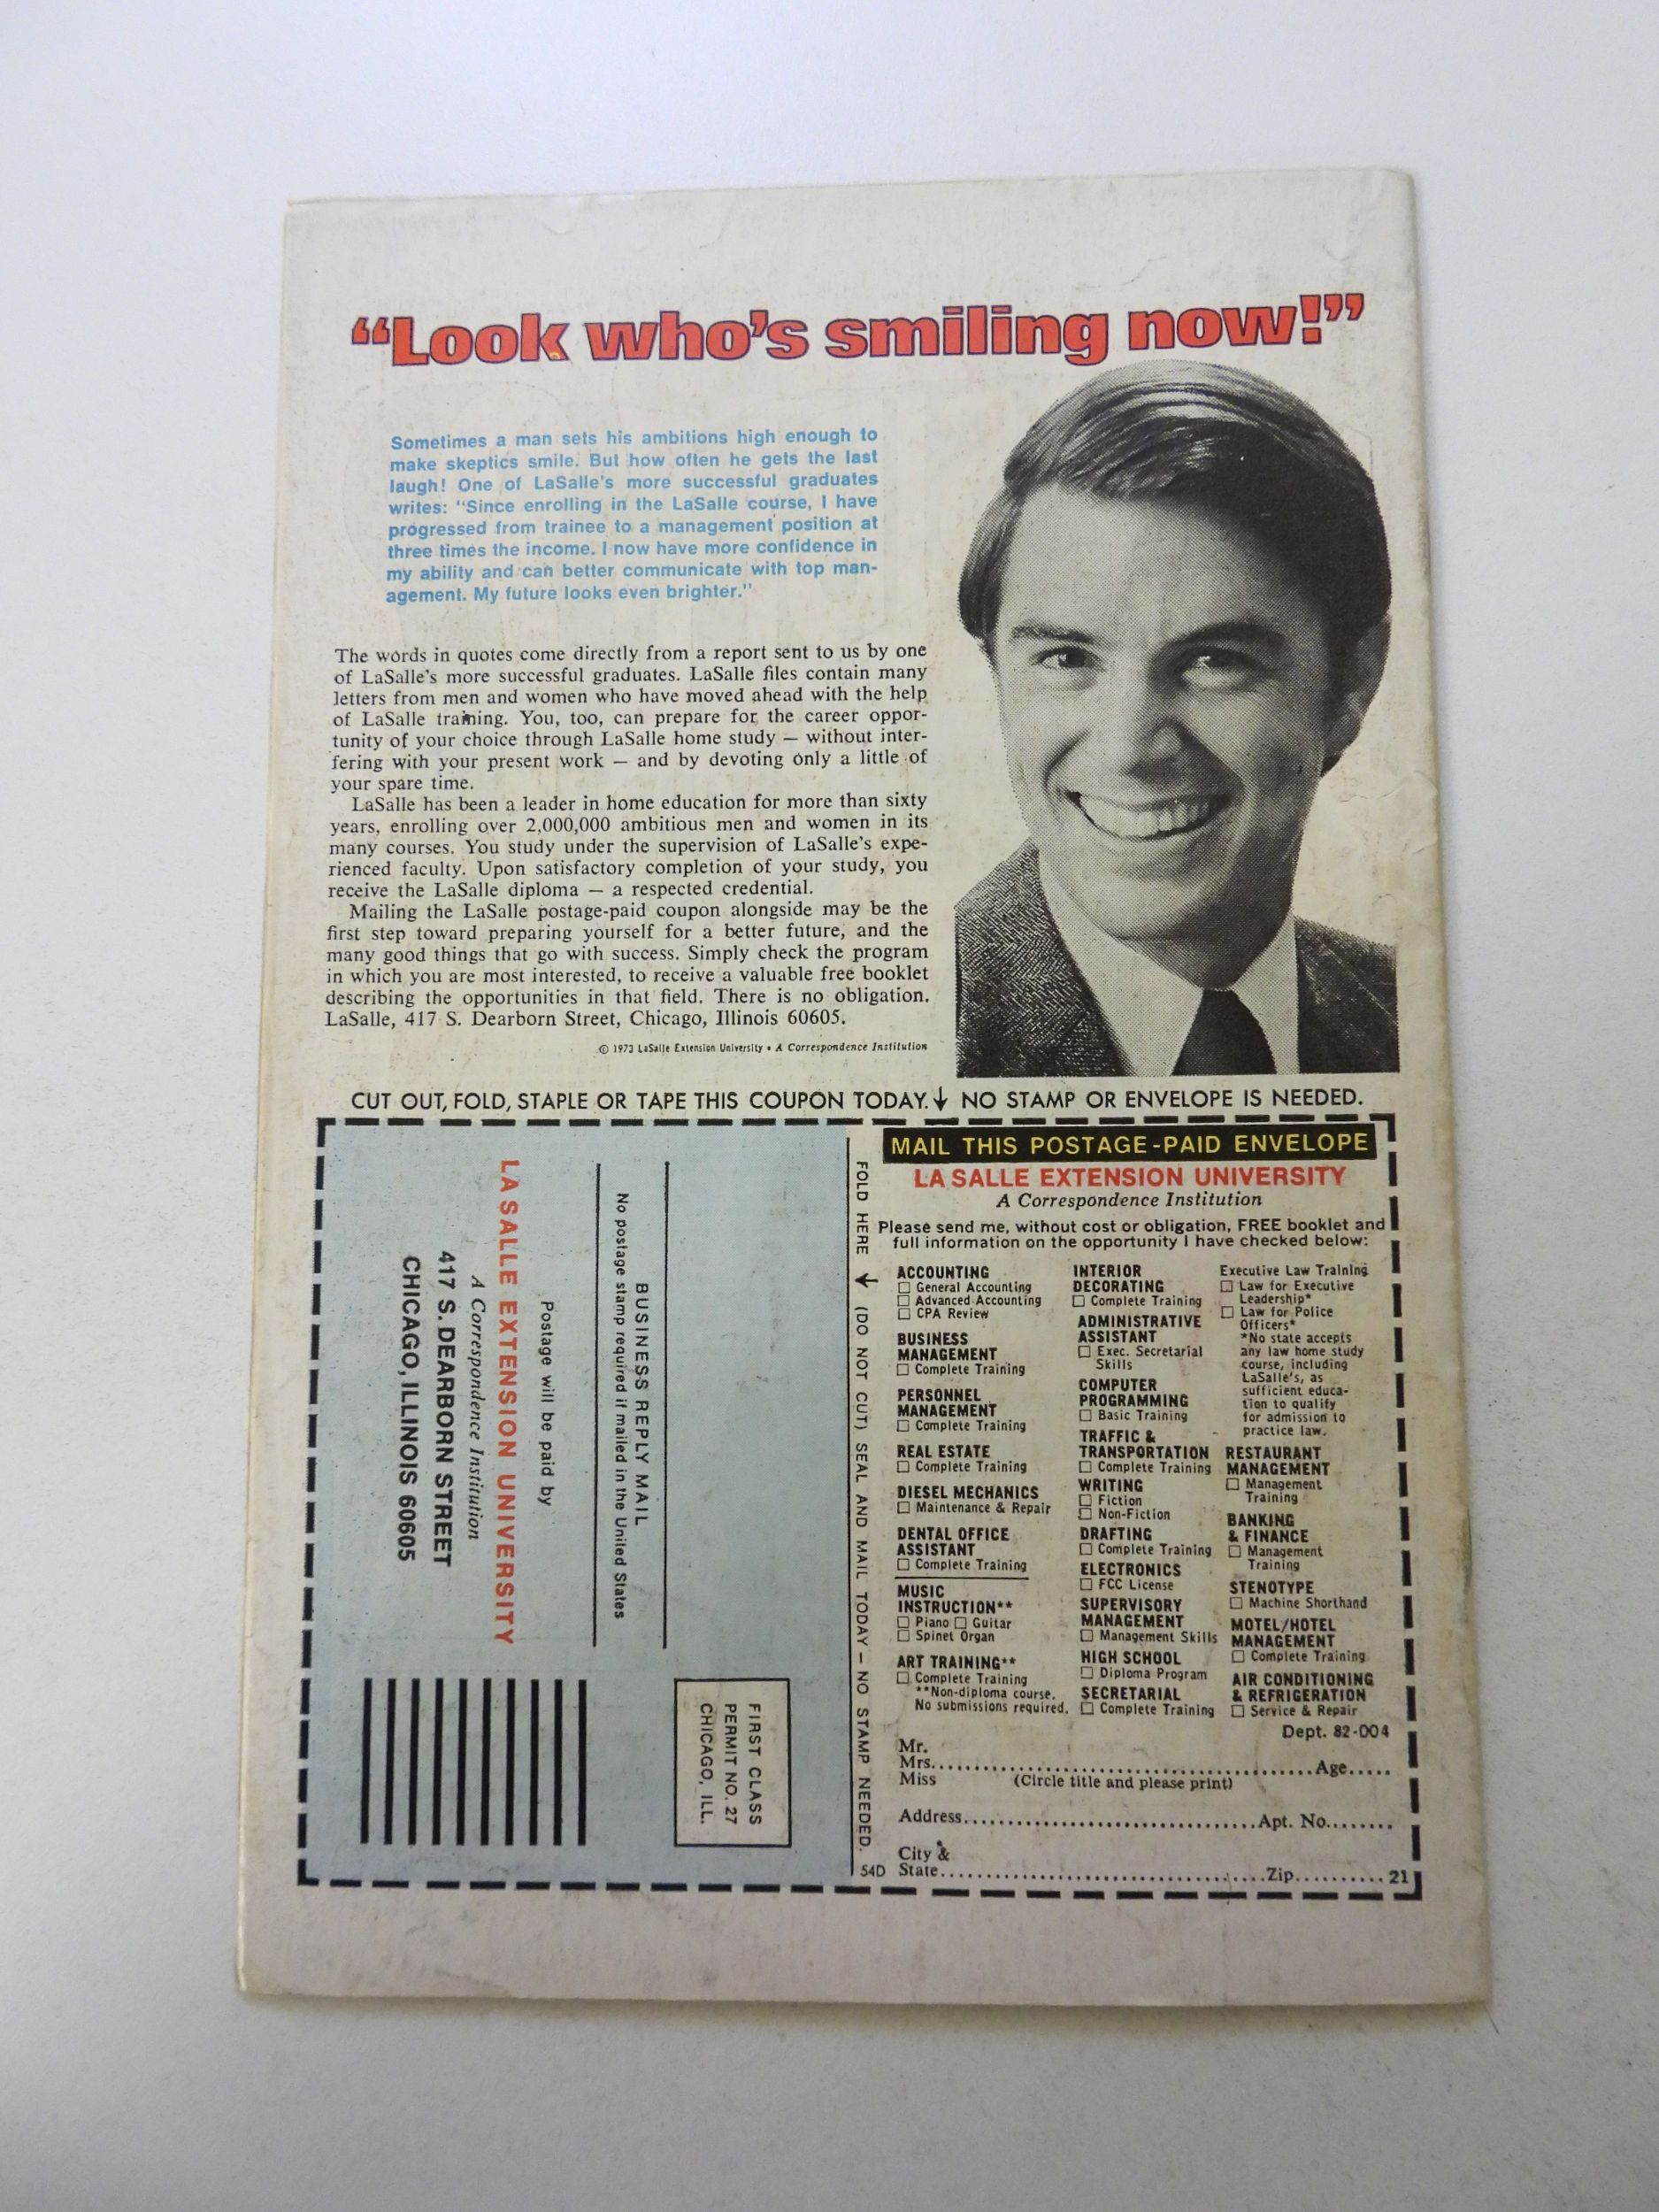 “Look who’s smiling now!”
Sometimes a man sets his ambitions high enough to
make skeptics smile. But how often he gets the last
laugh! One of LaSalle's more successful graduates
writes: "Since enrolling in the LaSalle course, I have
progressed from trainee to a management position at
three times the income. I now have more confidence in
my ability and can better communicate with top man-
agement. My future looks even brighter."
The words in quotes come directly from a report sent to us by one
of LaSalle's more successful graduates. LaSalle files contain many
letters from men and women who have moved ahead with the help
of LaSalle training. You, too, can prepare for the career oppor-
tunity of your choice through LaSalle home study — without inter-
fering with your present work — and by devoting only a little of
your spare time.
LaSalle has been a leader in home education for more than sixty
years, enrolling over 2,000,000 ambitious men and women in its
many courses. You study under the supervision of LaSalle's expe-
rienced faculty. Upon satisfactory completion of your study, you
receive the LaSalle diploma — a respected credential.
Mailing the LaSalle postage-paid coupon alongside may be the
first step toward preparing yourself for a better future, and the
many good things that go with success. Simply check the program
in which you are most interested, to receive a valuable free booklet
describing the opportunities in that field. There is no obligation.
LaSalle, 417 S. Dearborn Street, Chicago, Illinois 60605.
© 1973 LaSalle Extension University • A Correspondence Institution
CUT OUT, FOLD, STAPLE OR TAPE THIS COUPON TODAY. ↓ NO STAMP OR ENVELOPE IS NEEDED.
FIRST CLASS
PERMIT NO. 27
CHICAGO, ILL.
BUSINESS REPLY MAIL
No postage stamp required if mailed in the United States
Postage will be paid by
LA SALLE EXTENSION UNIVERSITY
A Correspondence Institution
417 S. DEARBORN STREET
CHICAGO, ILLINOIS 60605
FOLD HERE ↓ (DO NOT CUT) SEAL AND MAIL TODAY — NO STAMP NEEDED.
54D
MAIL THIS POSTAGE-PAID ENVELOPE
LA SALLE EXTENSION UNIVERSITY
A Correspondence Institution
Please send me, without cost or obligation, FREE booklet and
full information on the opportunity I have checked below:
ACCOUNTING
☐ General Accounting
☐ Advanced Accounting
☐ CPA Review
BUSINESS
MANAGEMENT
☐ Complete Training
PERSONNEL
MANAGEMENT
☐ Complete Training
REAL ESTATE
☐ Complete Training
DIESEL MECHANICS
☐ Maintenance & Repair
DENTAL OFFICE
ASSISTANT
☐ Complete Training
MUSIC
INSTRUCTION**
☐ Piano ☐ Guitar
☐ Spinet Organ
ART TRAINING**
☐ Complete Training
**Non-diploma course.
No submissions required.
INTERIOR
DECORATING
☐ Complete Training
ADMINISTRATIVE
ASSISTANT
☐ Exec. Secretarial
Skills
COMPUTER
PROGRAMMING
☐ Basic Training
TRAFFIC &
TRANSPORTATION
☐ Complete Training
WRITING
☐ Fiction
☐ Non-Fiction
DRAFTING
☐ Complete Training
ELECTRONICS
☐ FCC License
SUPERVISORY
MANAGEMENT
☐ Management Skills
HIGH SCHOOL
☐ Diploma Program
SECRETARIAL
☐ Complete Training
Executive Law Training
☐ Law for Executive
Leadership*
☐ Law for Police
Officers*
*No state accepts
any law home study
course, including
LaSalle's, as
sufficient educa-
tion to qualify
for admission to
practice law.
RESTAURANT
MANAGEMENT
☐ Management
Training
BANKING
& FINANCE
☐ Management
Training
STENOTYPE
☐ Machine Shorthand
MOTEL/HOTEL
MANAGEMENT
☐ Complete Training
AIR CONDITIONING
& REFRIGERATION
☐ Service & Repair
Dept. 82-004
Mr.
Mrs. Age
Miss (Circle title and please print)
Address Apt. No.
City &
State Zip 21